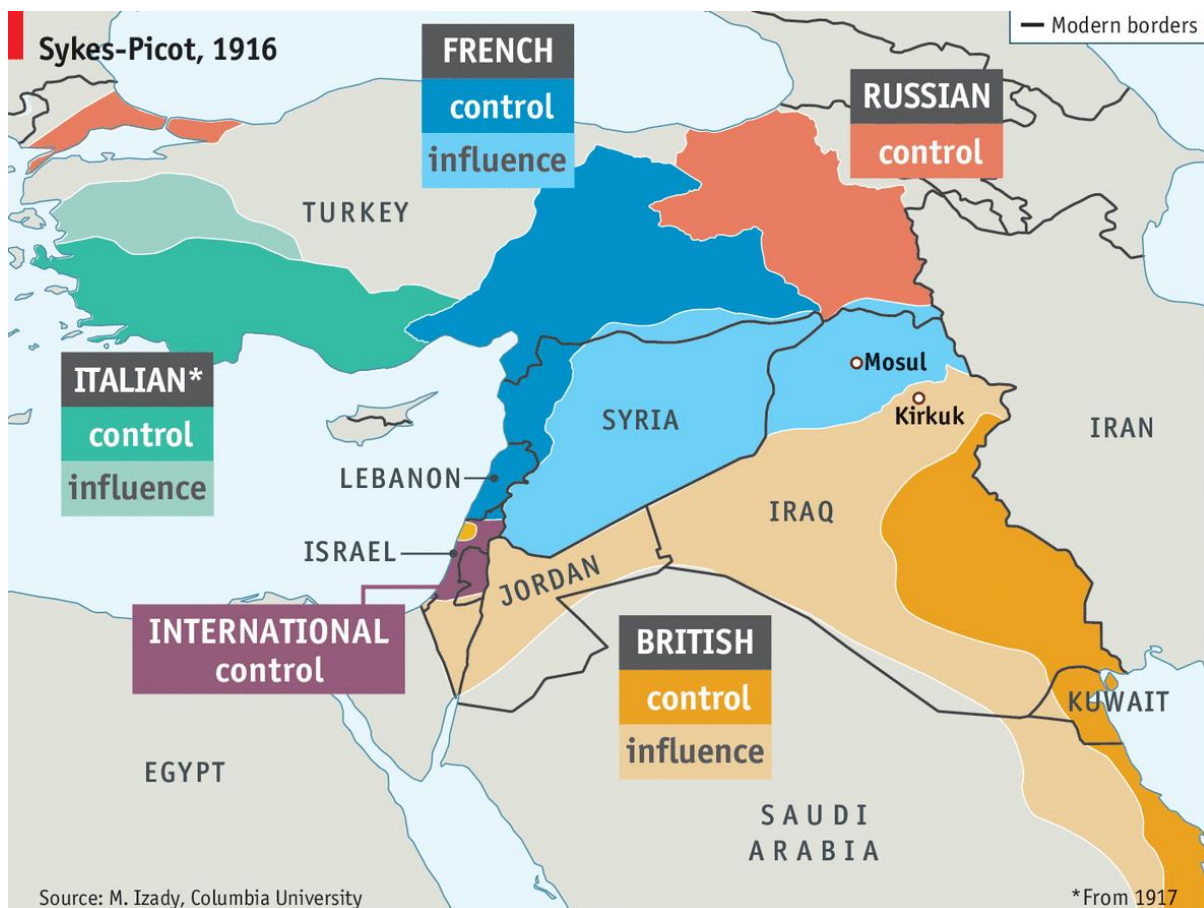 Sykes-Picot, 1916
Modern borders
FRENCH
control
influence
RUSSIAN
control
TURKEY
ITALIAN*
control
influence
Mosul
Kirkuk
SYRIA
IRAN
LEBANON
IRAQ
ISRAEL
JORDAN
INTERNATIONAL
control
BRITISH
control
influence
KUWAIT
EGYPT
SAUDI
ARABIA
Source: M. Izady, Columbia University
*From 1917